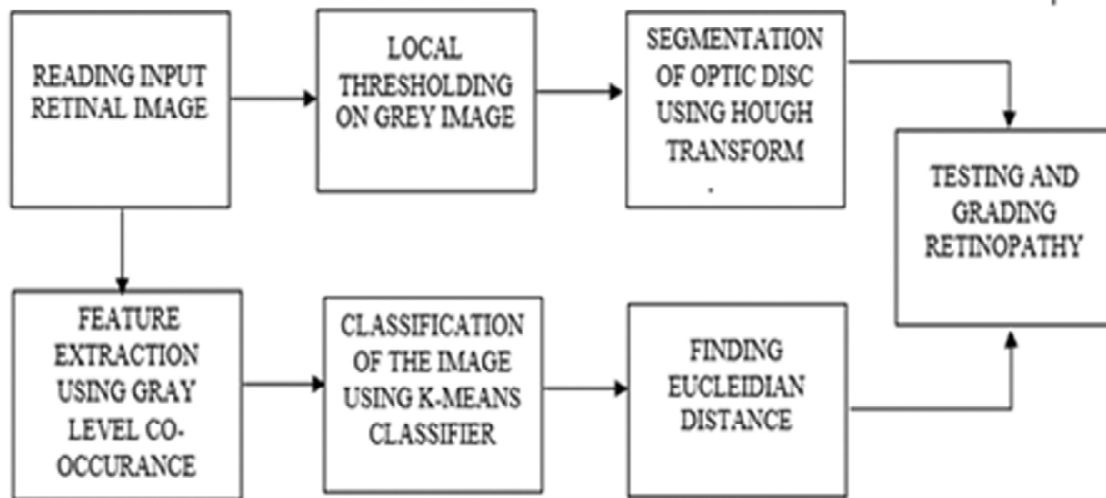 READING INPUT
RETINAL IMAGE
LOCAL
THRESHOLDING
ON GREY IMAGE
SEGMENTATION
OF OPTIC DISC
USING HOUGH
TRANSFORM
.
TESTING AND
GRADING
RETINOPATHY
FEATURE
EXTRACTION
USING GRAY
LEVEL CO-
OCCURANCE
CLASSIFICATION
OF THE IMAGE
USING K-MEANS
CLASSIFIER
FINDING
EUCLEIDIAN
DISTANCE